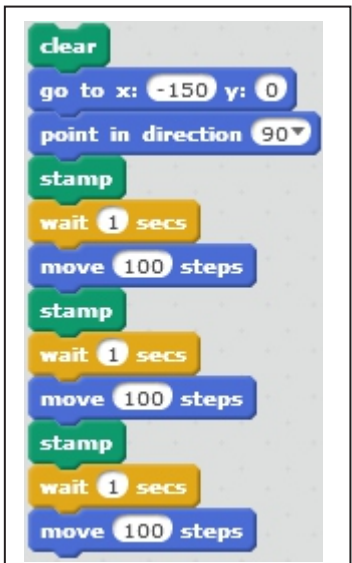 clear
go to x: -150 y: 0
point in direction 90
stamp
wait 1 secs
move 100 steps
stamp
wait 1 secs
move 100 steps
stamp
wait 1 secs
move 100 steps